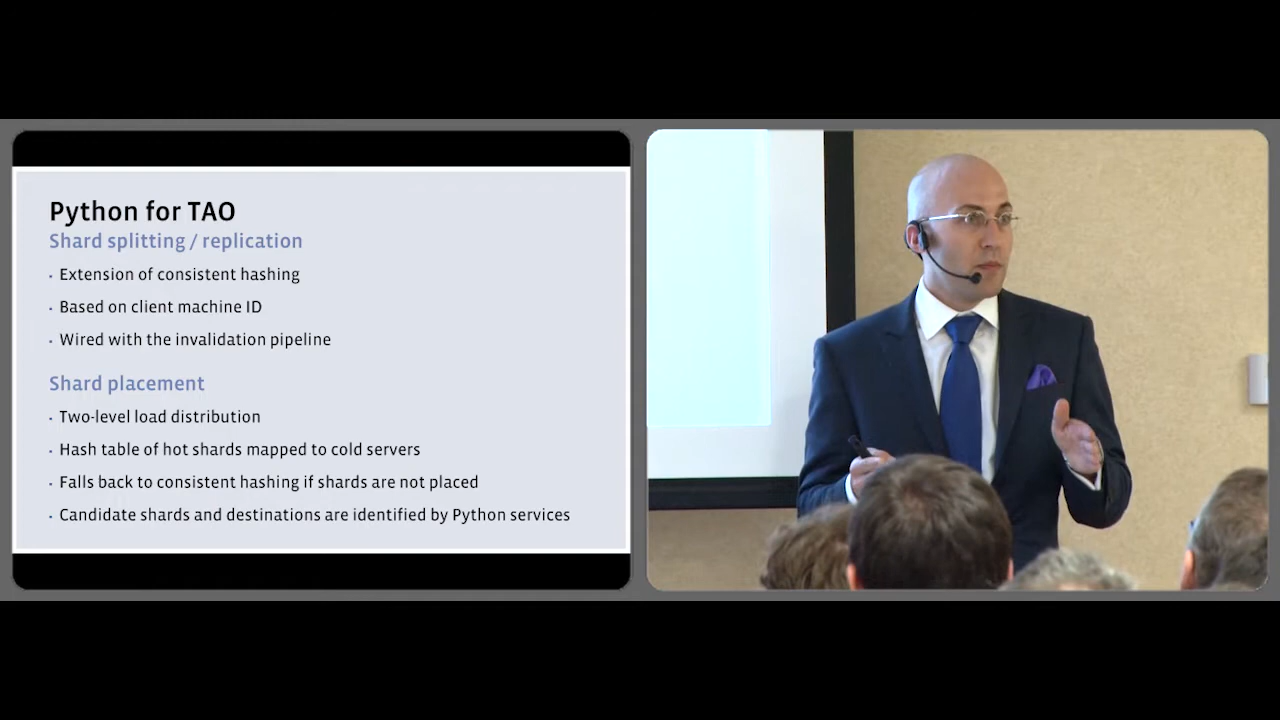 Python for TAO
Shard splitting / replication
· Extension of consistent hashing
· Based on client machine ID
· Wired with the invalidation pipeline
Shard placement
· Two-level load distribution
· Hash table of hot shards mapped to cold servers
· Falls back to consistent hashing if shards are not placed
· Candidate shards and destinations are identified by Python services